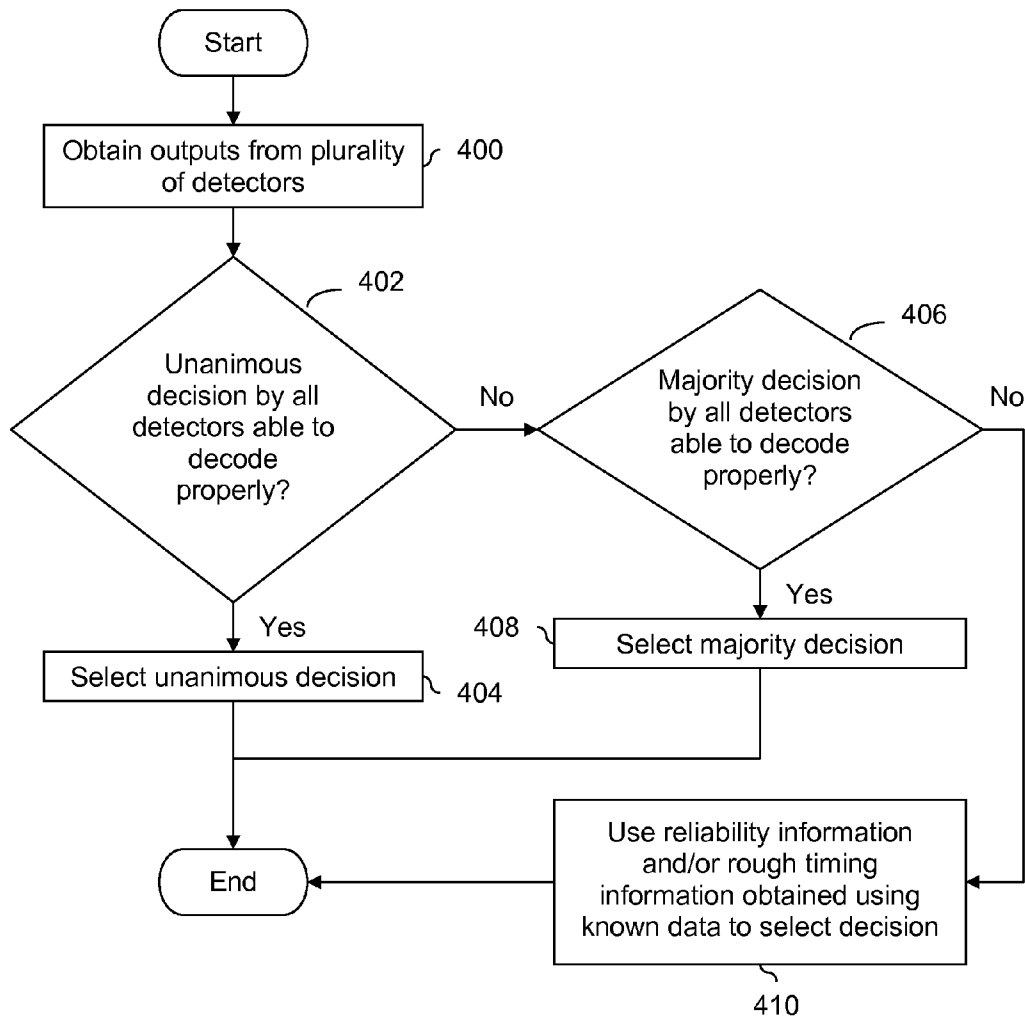 Start
Obtain outputs from plurality
of detectors
400
402
Unanimous
decision by all
detectors able to
decode
properly?
No
406
Majority decision
by all detectors
able to decode
properly?
No
Yes
Select unanimous decision
404
Yes
408
Select majority decision
Use reliability information
and/or rough timing
information obtained using
known data to select decision
410
End